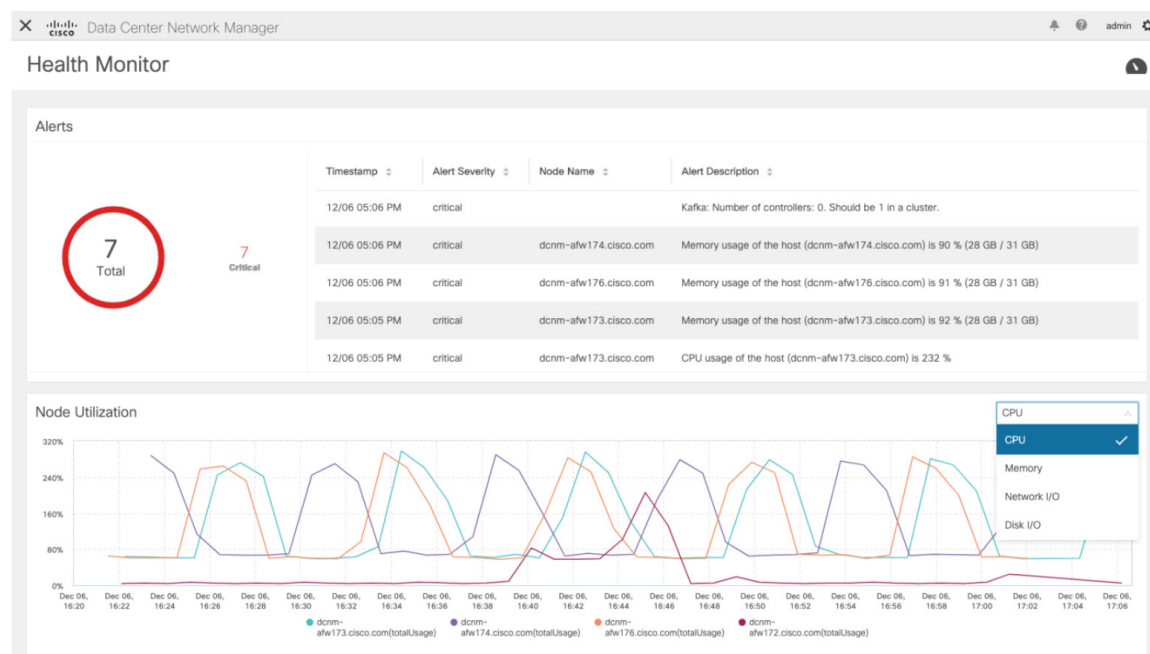 cisco Data Center Network Manager admin
Health Monitor
Alerts
Timestamp Alert Severity Node Name Alert Description
12/06 05:06 PM critical Kafka: Number of controllers: 0. Should be 1 in a cluster.
12/06 05:06 PM critical dcnm-afw174.cisco.com Memory usage of the host (dcnm-afw174.cisco.com) is 90 % (28 GB / 31 GB)
7
Total
7
Critical
12/06 05:06 PM critical dcnm-afw176.cisco.com Memory usage of the host (dcnm-afw176.cisco.com) is 91 % (28 GB / 31 GB)
12/06 05:05 PM critical dcnm-afw173.cisco.com Memory usage of the host (dcnm-afw173.cisco.com) is 92 % (28 GB / 31 GB)
12/06 05:05 PM critical dcnm-afw173.cisco.com CPU usage of the host (dcnm-afw173.cisco.com) is 232 %
Node Utilization
CPU
CPU
Memory
Network I/O
Disk I/O
320%
240%
160%
80%
0%
Dec 06, Dec 06, Dec 06, Dec 06, Dec 06, Dec 06, Dec 06, Dec 06, Dec 06, Dec 06, Dec 06, Dec 06, Dec 06, Dec 06, Dec 06, Dec 06, Dec 06, Dec 06, Dec 06, Dec 06, Dec 06, Dec 06, Dec 06, Dec 06,
16:20 16:22 16:24 16:26 16:28 16:30 16:32 16:34 16:36 16:38 16:40 16:42 16:44 16:46 16:48 16:50 16:52 16:54 16:56 16:58 17:00 17:02 17:04 17:06
dcnm- dcnm- dcnm- dcnm-
afw173.cisco.com(totalUsage) afw174.cisco.com(totalUsage) afw176.cisco.com(totalUsage) afw172.cisco.com(totalUsage)